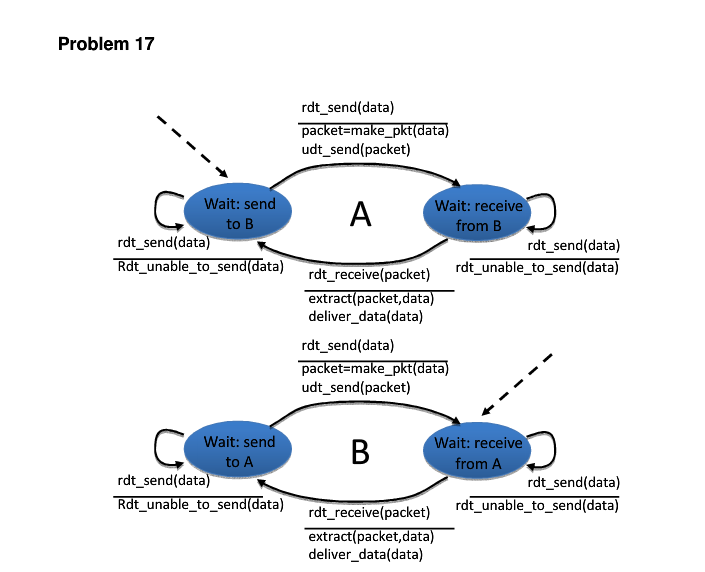 Problem 17
rdt_send(data)
packet=make_pkt(data)
udt_send(packet)
Wait: send
to B
A
Wait: receive
from B
rdt_send(data)
Rdt_unable_to_send(data)
rdt_send(data)
rdt_unable_to_send(data)
rdt_receive(packet)
extract(packet,data)
deliver_data(data)
rdt_send(data)
packet=make_pkt(data)
udt_send(packet)
Wait: send
to A
B
Wait: receive
from A
rdt_send(data)
Rdt_unable_to_send(data)
rdt_send(data)
rdt_unable_to_send(data)
rdt_receive(packet)
extract(packet,data)
deliver_data(data)